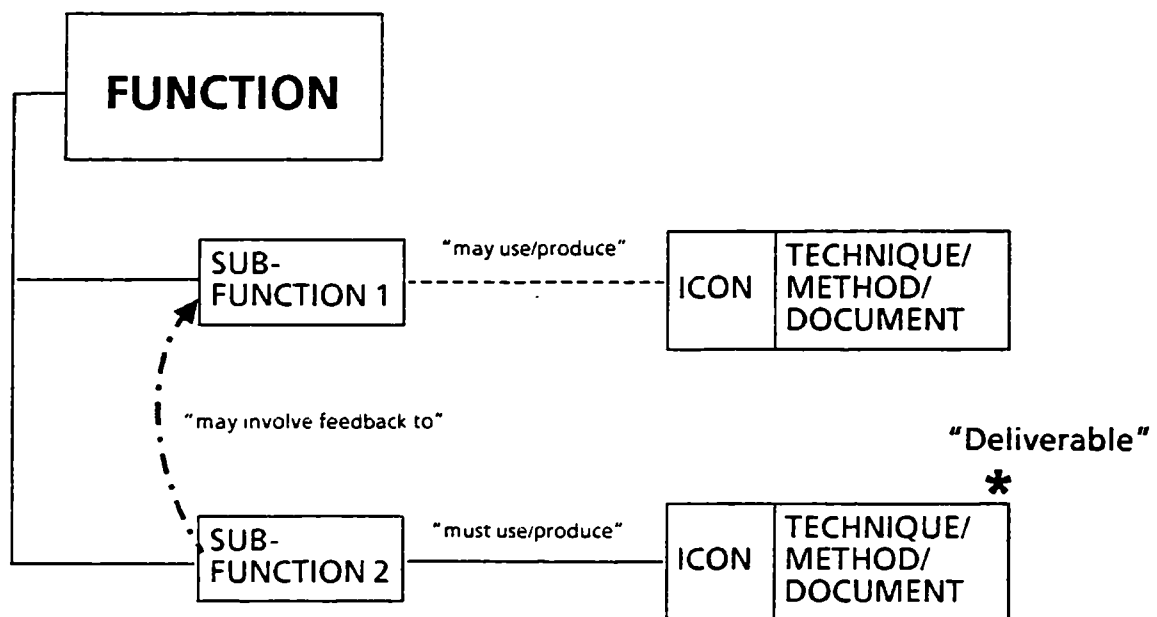 FUNCTION
SUB-
FUNCTION 1
"may use/produce"
ICON
TECHNIQUE/
METHOD/
DOCUMENT
"may involve feedback to"
"Deliverable"
*
SUB-
FUNCTION 2
"must use/produce"
ICON
TECHNIQUE/
METHOD/
DOCUMENT